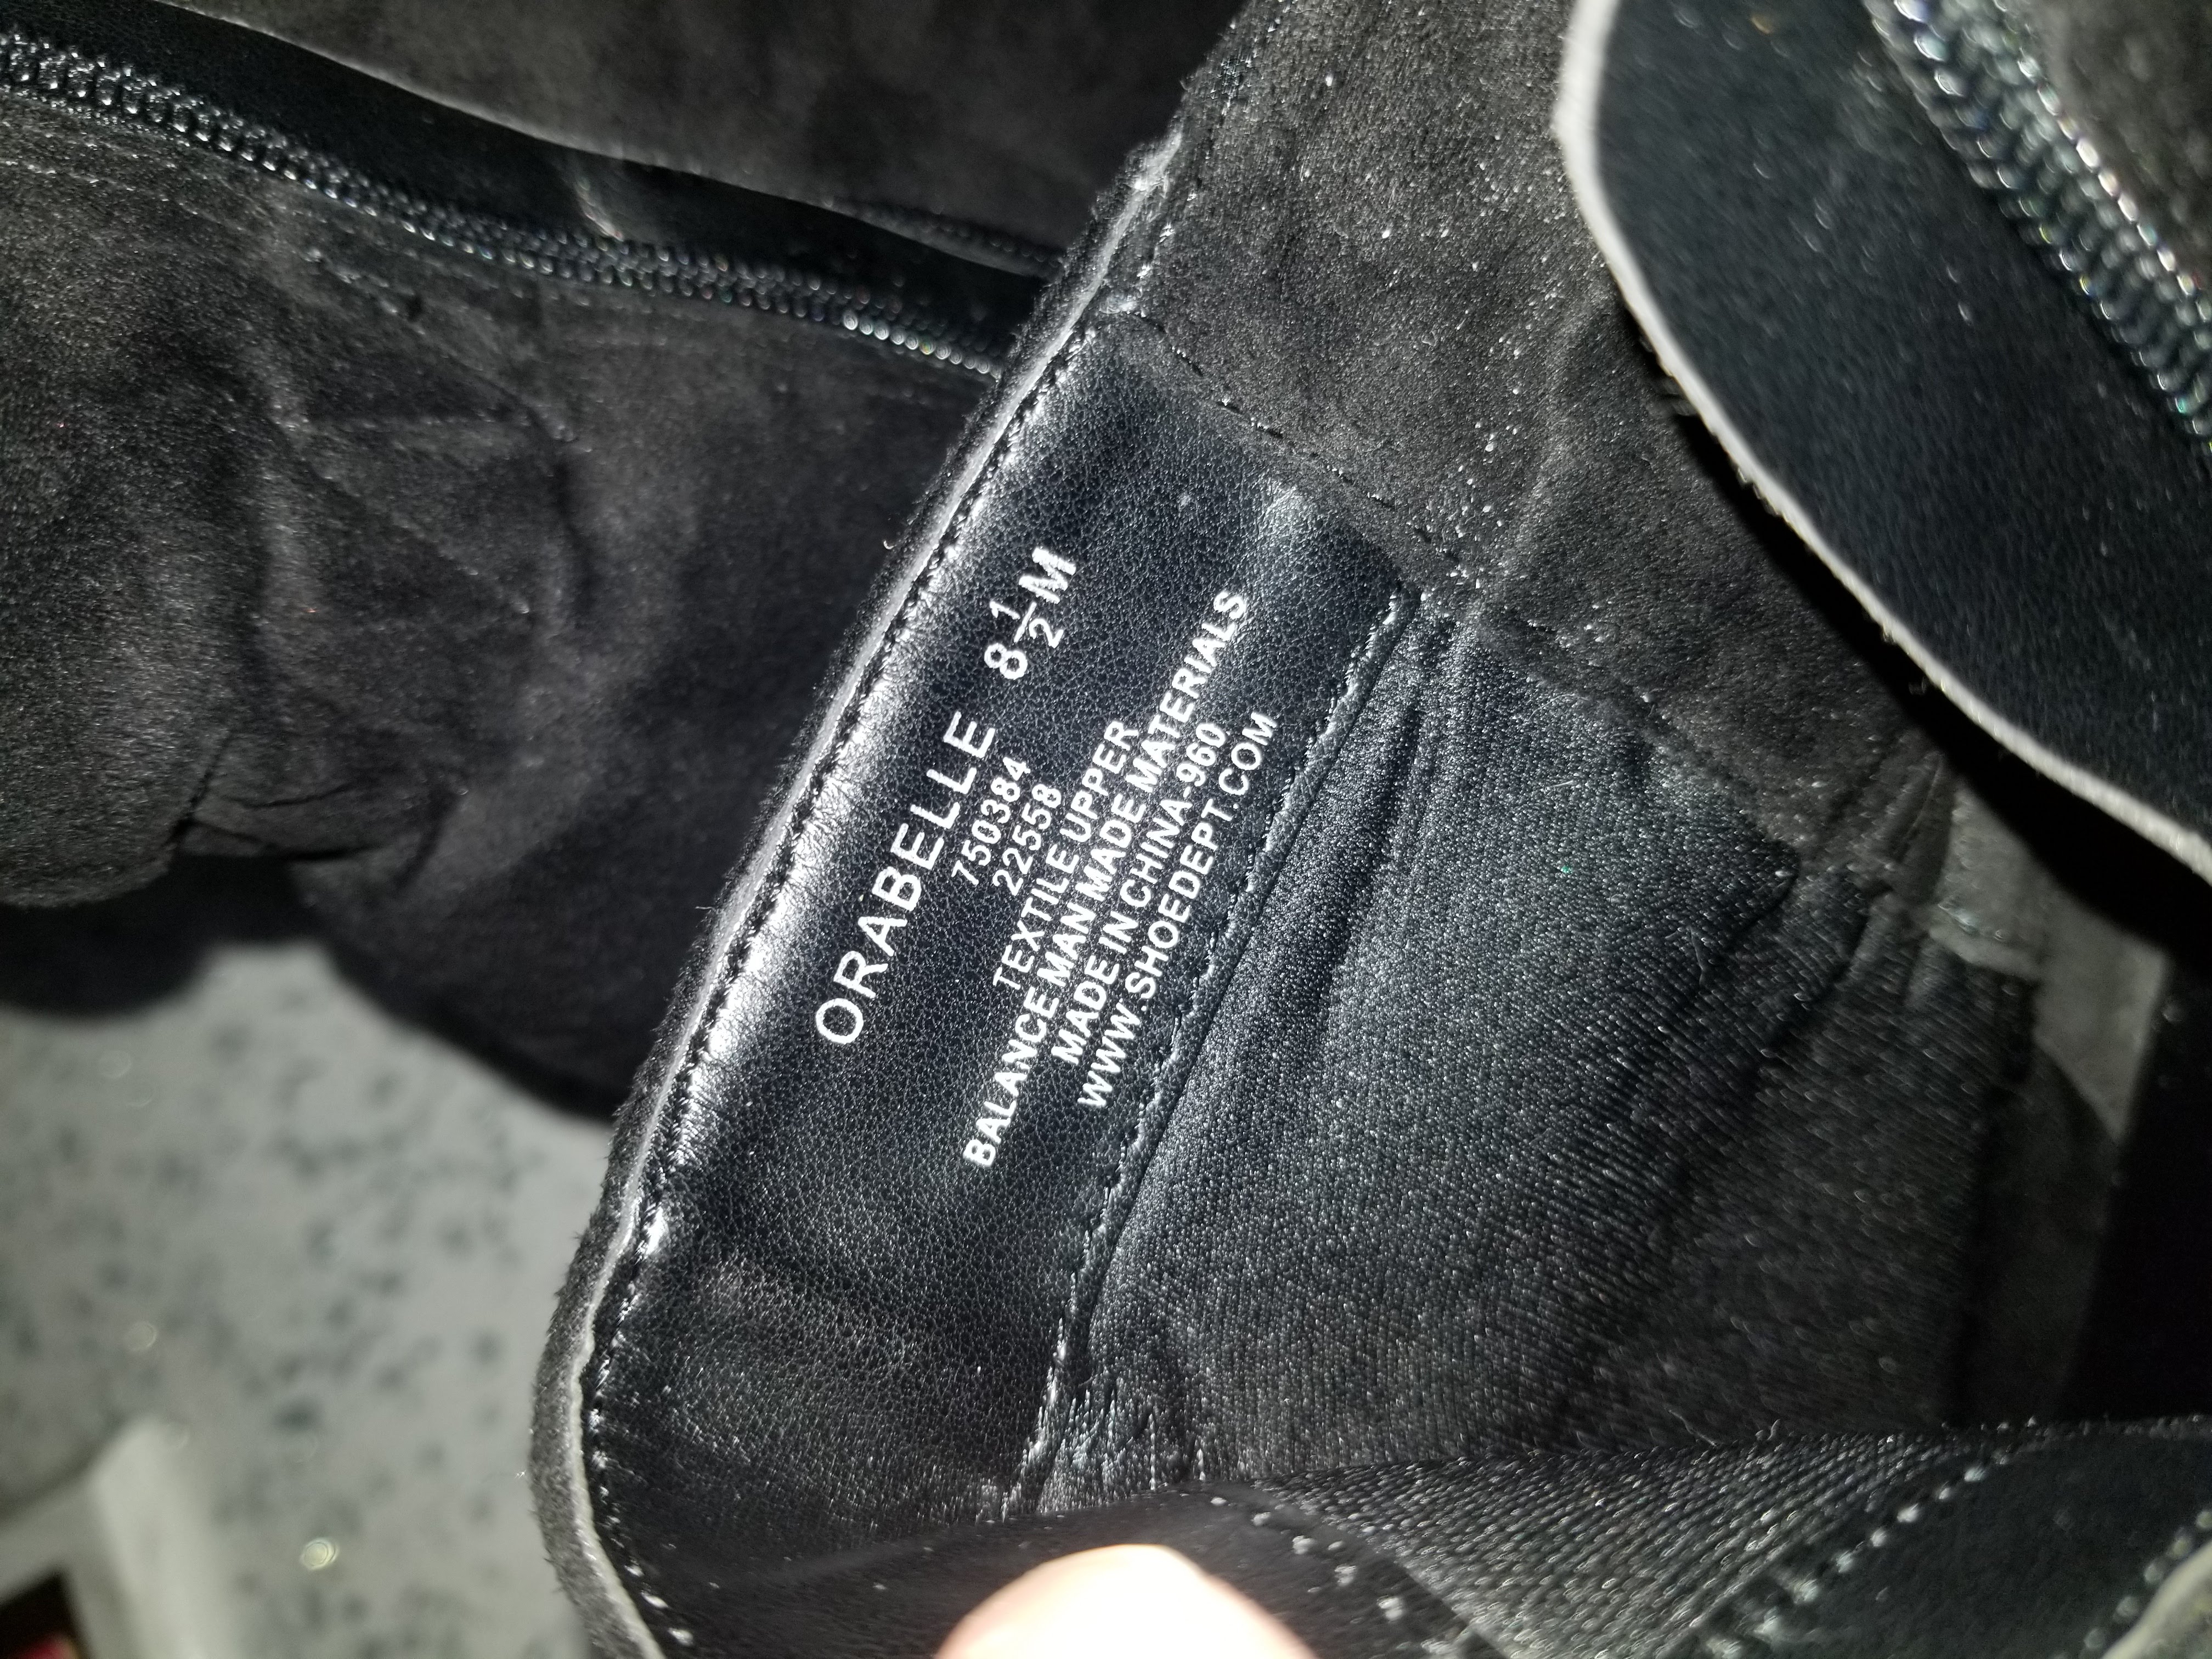 ORABELLE 8 1/2 M
750384
22558
TEXTILE UPPER
BALANCE MAN MADE MATERIALS
MADE IN CHINA-960
WWW.SHOEDEPT.COM